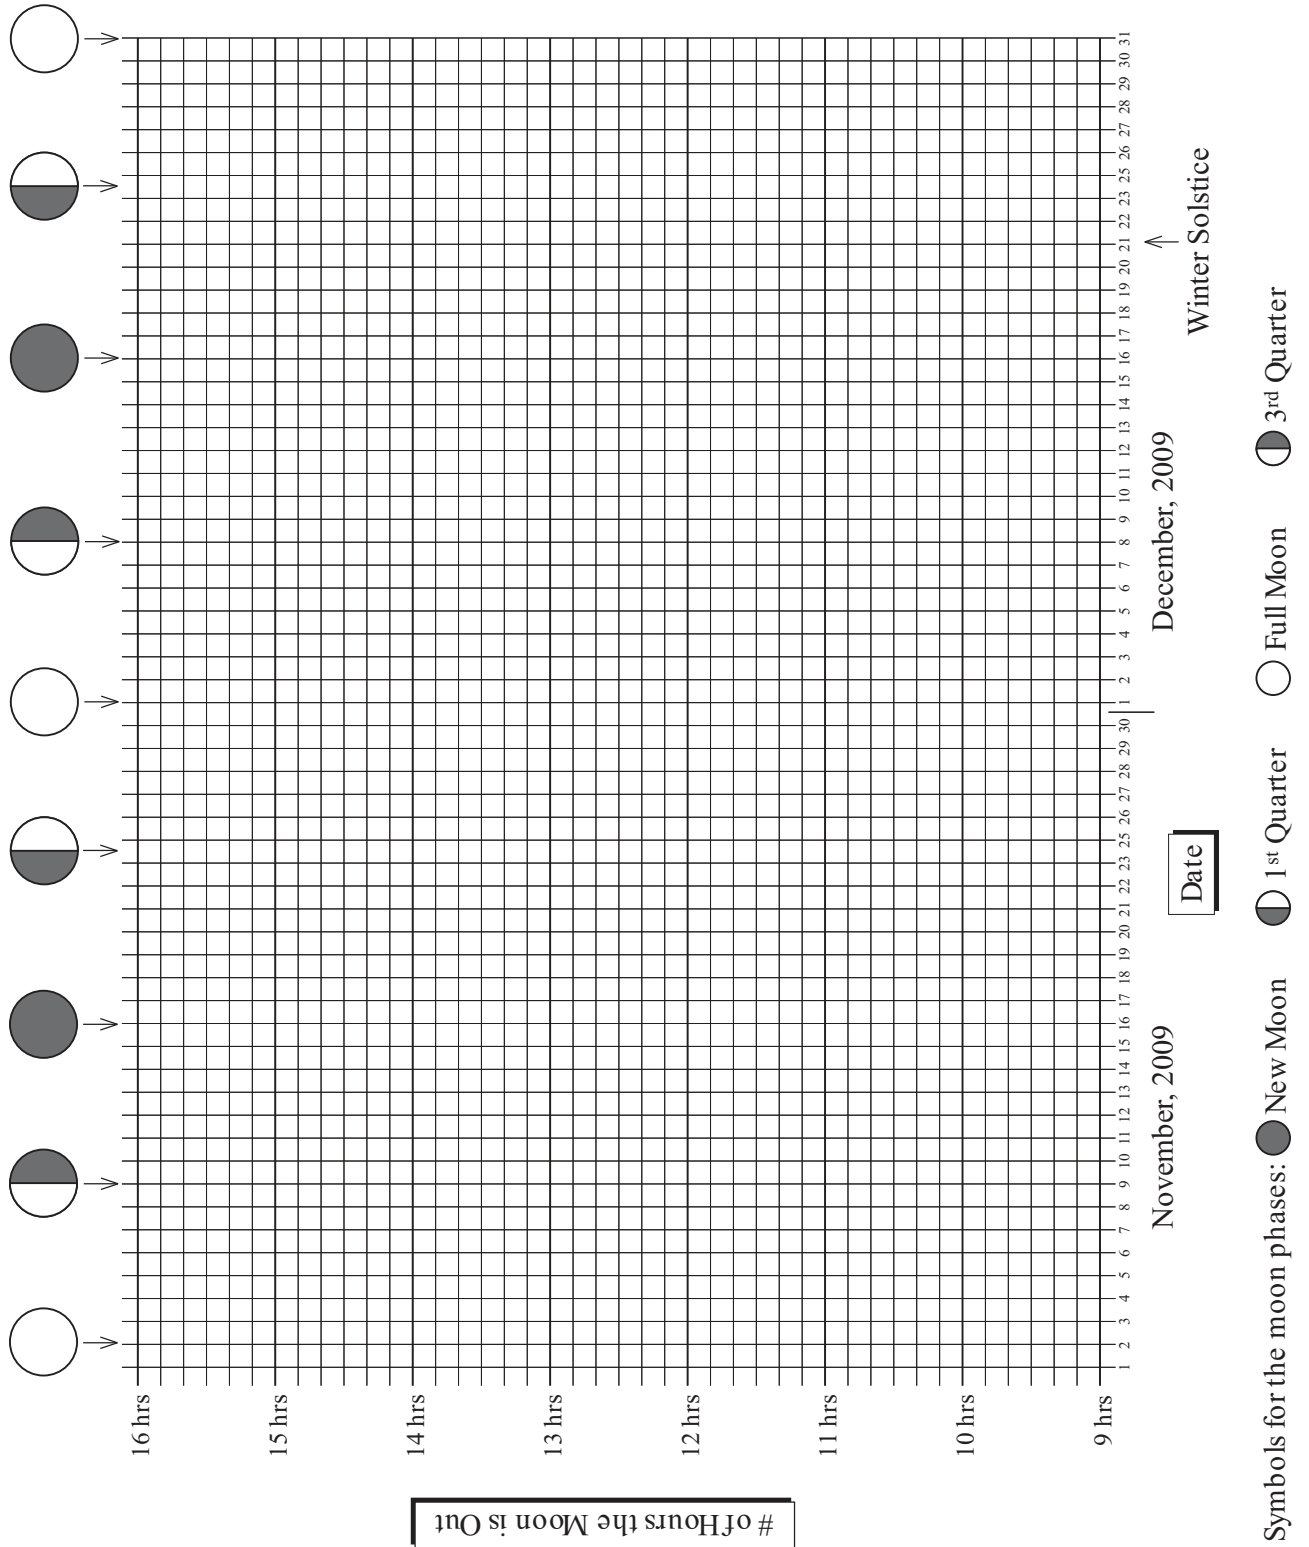 # of Hours the Moon is Out
16 hrs
15 hrs
14 hrs
13 hrs
12 hrs
11 hrs
10 hrs
9 hrs
1 2 3 4 5 6 7 8 9 10 11 12 13 14 15 16 17 18 19 20 21 22 23 25 26 27 28 29 30 1 2 3 4 5 6 7 8 9 10 11 12 13 14 15 16 17 18 19 20 21 22 23 25 26 27 28 29 30 31
November, 2009
December, 2009
Date
Winter Solstice
Symbols for the moon phases: New Moon 1st Quarter Full Moon 3rd Quarter